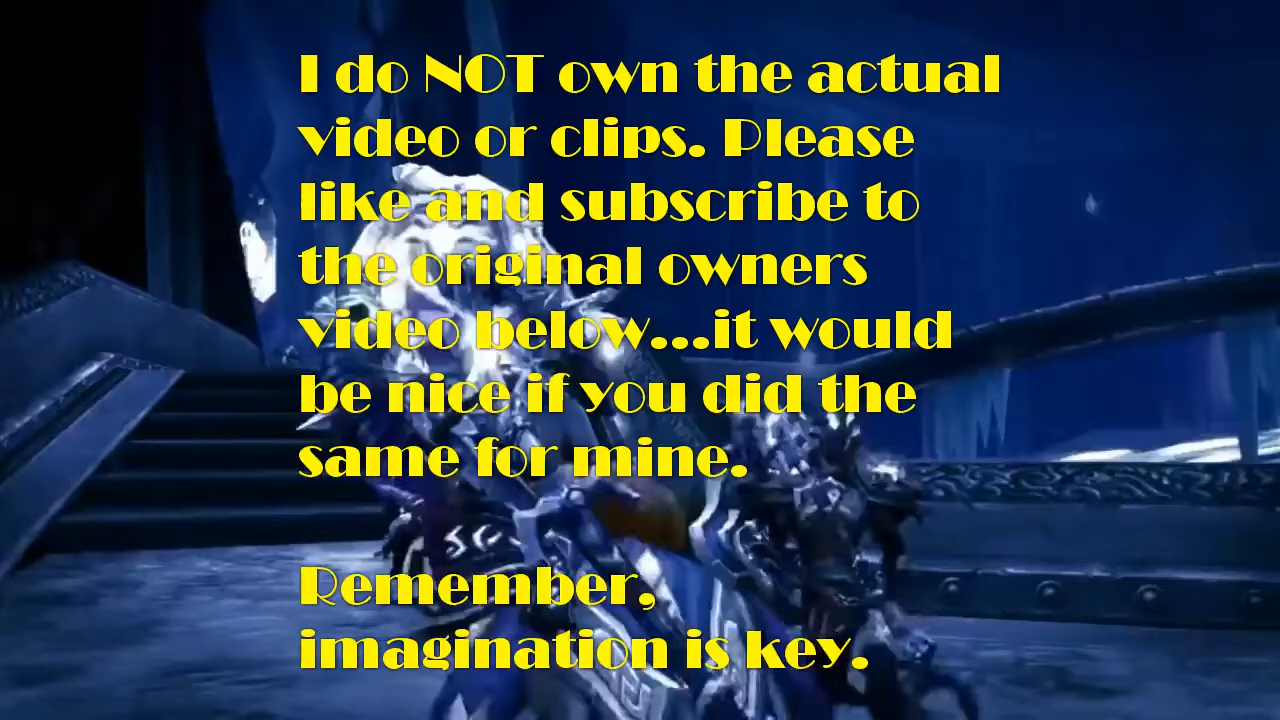 I do NOT own the actual
video or clips. Please
like and subscribe to
the original owners
video below...it would
be nice if you did the
same for mine.
Remember,
imagination is key.